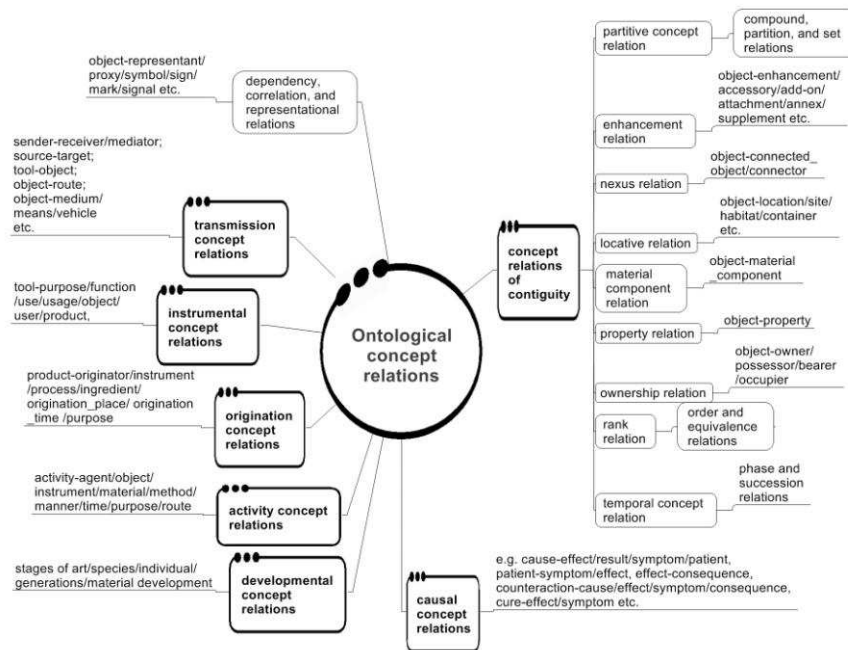 Ontological
concept
relations
object-representant/
proxy/symbol/sign/
mark/signal etc.
dependency,
correlation, and
representational
relations
sender-receiver/mediator;
source-target;
tool-object;
object-route;
object-medium/
means/vehicle
etc.
transmission
concept
relations
tool-purpose/function
/use/usage/object/
user/product,
instrumental
concept
relations
product-originator/instrument
/process/ingredient/
origination_place/ origination
_time /purpose
origination
concept
relations
activity-agent/object/
instrument/material/method/
manner/time/purpose/route
activity concept
relations
stages of art/species/individual/
generations/material development
developmental
concept
relations
causal
concept
relations
e.g. cause-effect/result/symptom/patient,
patient-symptom/effect, effect-consequence,
counteraction-cause/effect/symptom/consequence,
cure-effect/symptom etc.
concept
relations
of
contiguity
partitive concept
relation
compound,
partition, and set
relations
enhancement
relation
object-enhancement/
accessory/add-on/
attachment/annex/
supplement etc.
nexus relation
object-connected_
object/connector
locative relation
object-location/site/
habitat/container
etc.
material
component
relation
object-material
_component
property relation
object-property
ownership relation
object-owner/
possessor/bearer
/occupier
rank
relation
order and
equivalence
relations
temporal concept
relation
phase and
succession
relations